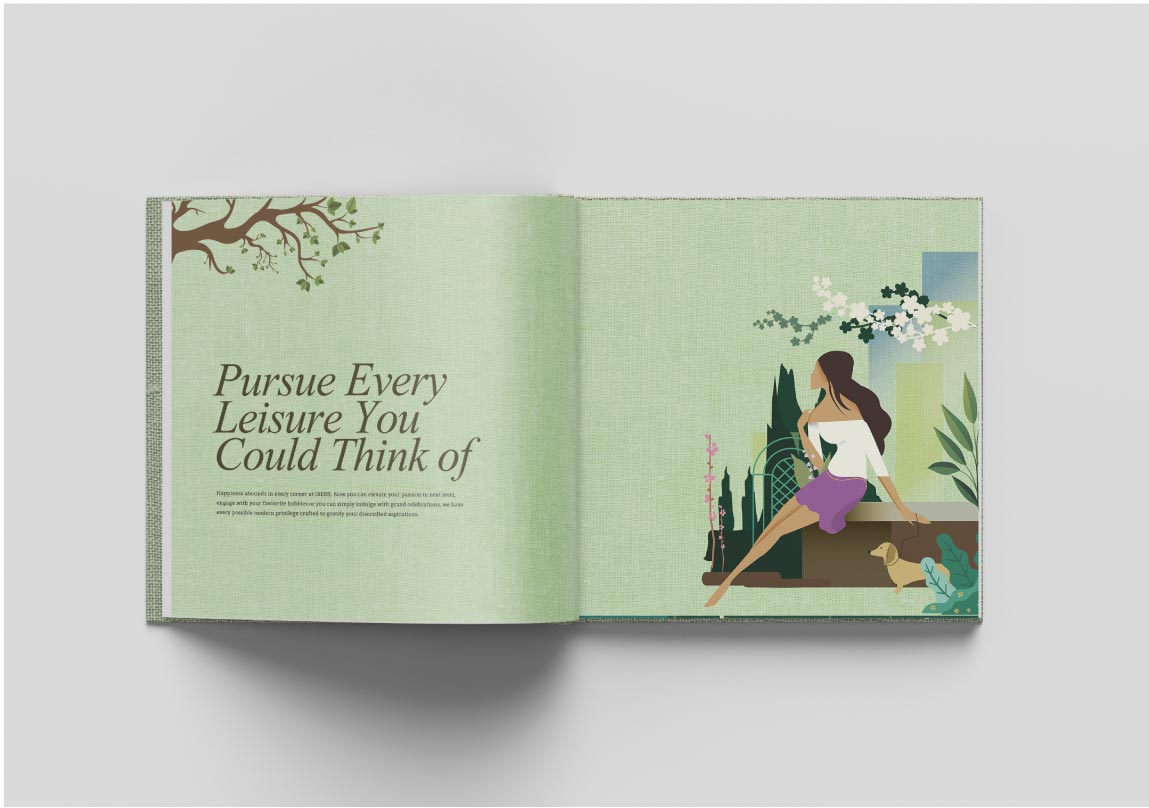 Pursue Every
Leisure You
Could Think of
Happiness abounds in every corner at IRENE. Now you can elevate your passion to next level,
engage with your favourite hobbies or you can simply indulge with grand celebrations, we have
every possible modern privilege crafted to gratify your diversified aspirations.